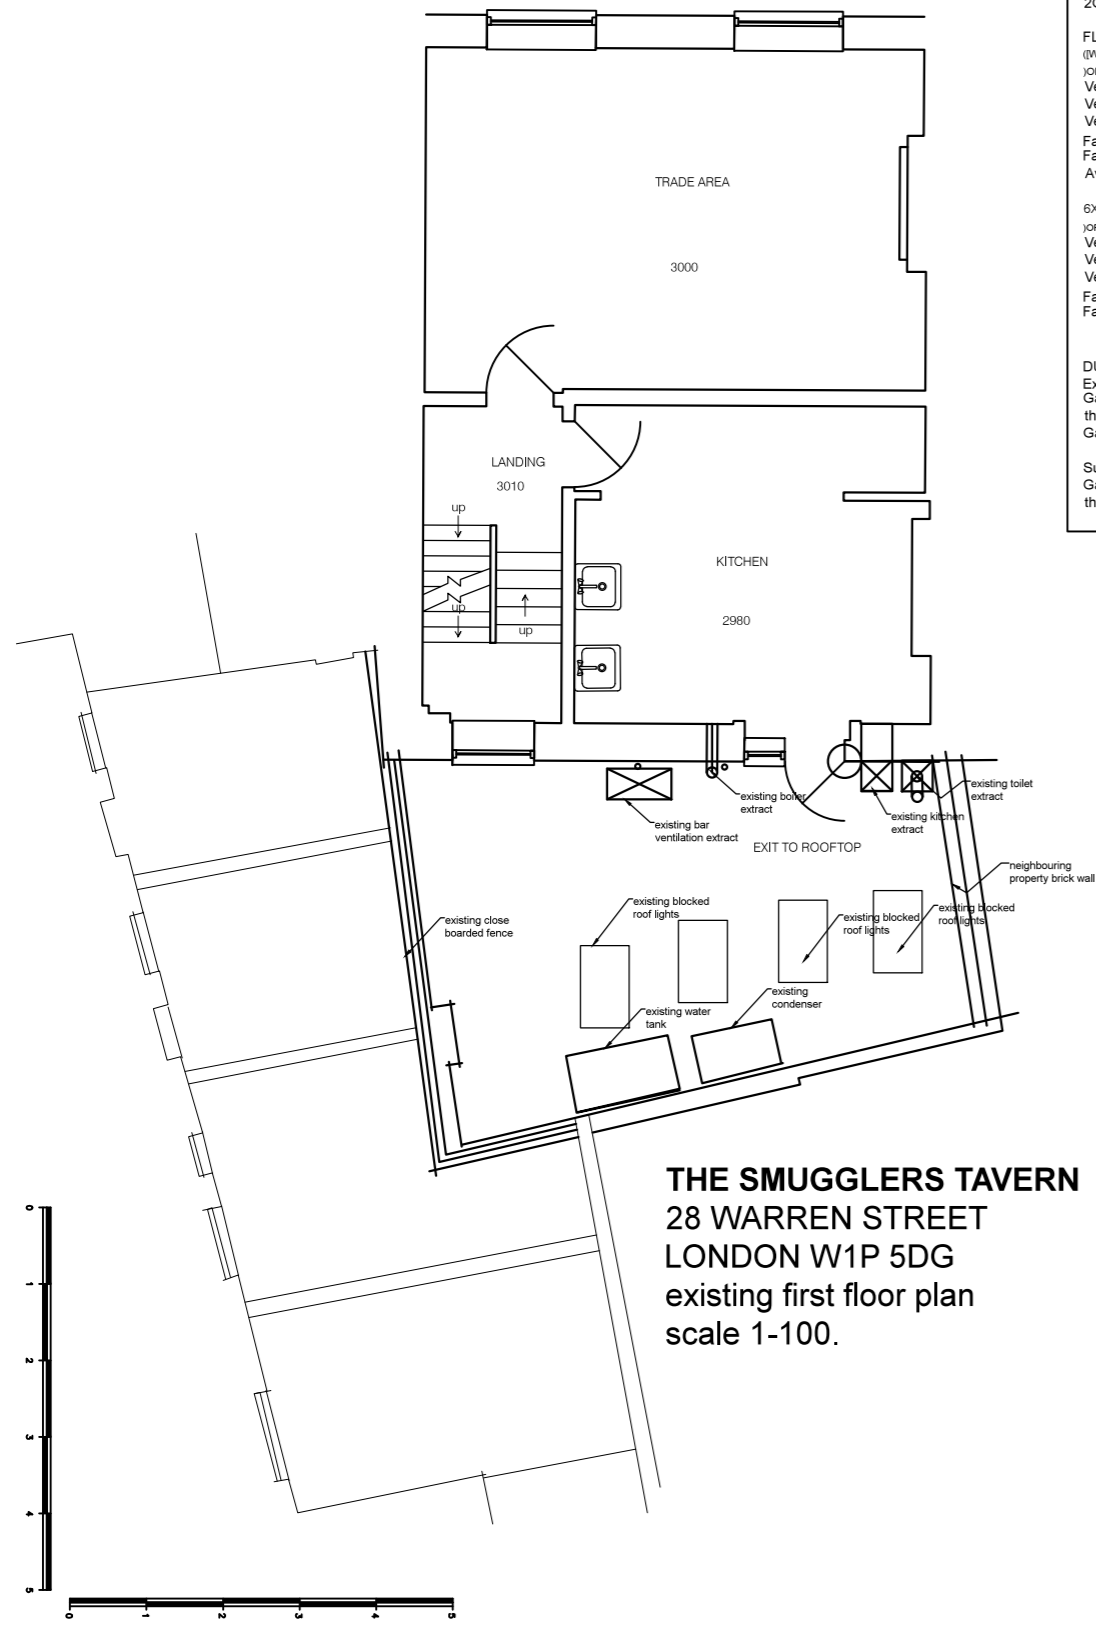 TRADE AREA
3000
LANDING
3010
up
up
up
KITCHEN
2980
existing boiler
extract
existing bar
ventilation extract
existing toilet
extract
existing kitchen
extract
EXIT TO ROOFTOP
neighbouring
property brick wall
existing blocked
roof lights
existing blocked
roof lights
existing blocked
roof lights
existing close
boarded fence
existing water
tank
existing
condenser
THE SMUGGLERS TAVERN
28 WARREN STREET
LONDON W1P 5DG
existing first floor plan
scale 1-100.
0
1
2
3
4
5
0
1
2
3
4
5